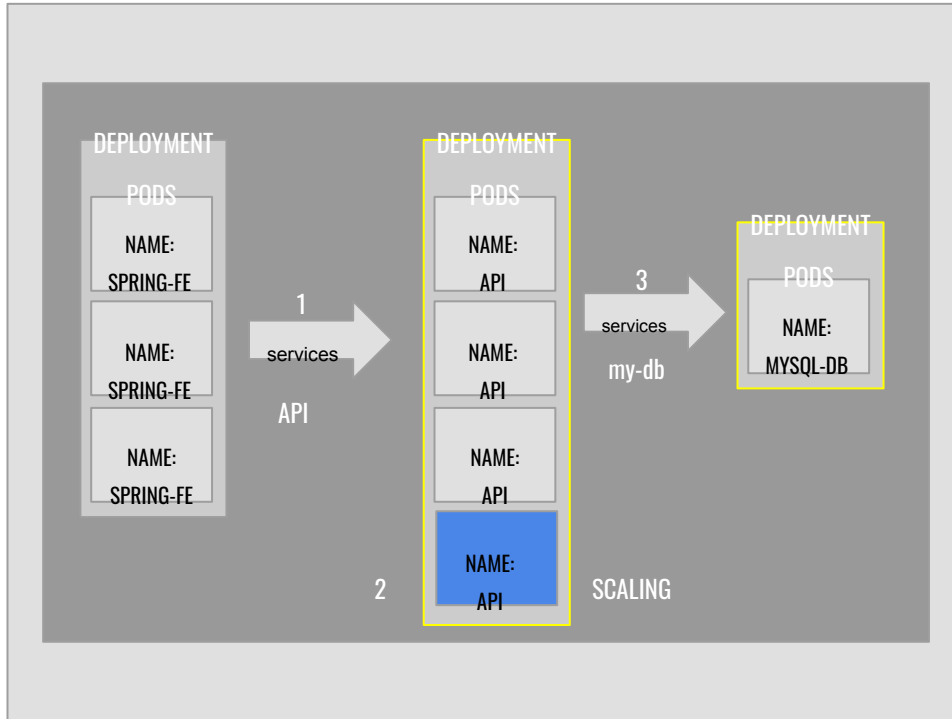 DEPLOYMENT
PODS
NAME:
SPRING-FE
NAME:
SPRING-FE
NAME:
SPRING-FE
1
services
API
DEPLOYMENT
PODS
NAME:
API
NAME:
API
NAME:
API
NAME:
API
2
SCALING
3
services
my-db
DEPLOYMENT
PODS
NAME:
MYSQL-DB